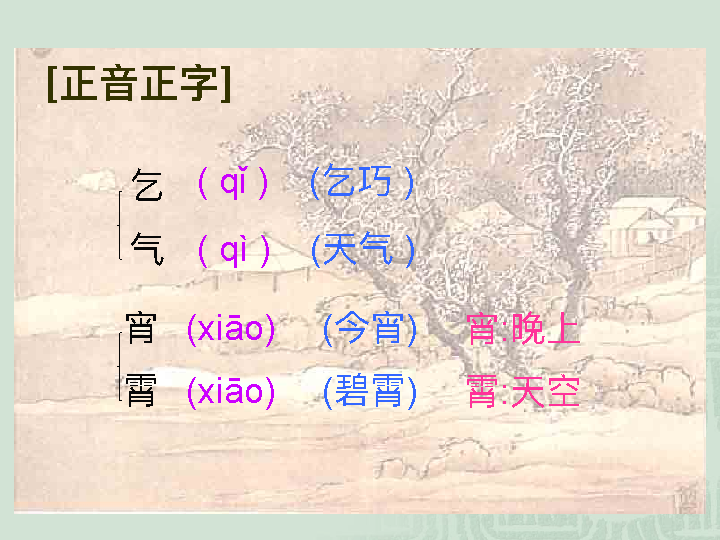 [正音正字]
乞 ( qǐ ) (乞巧 )
气 ( qì ) (天气 )
宵 (xiāo) (今宵) 宵:晚上
霄 (xiāo) (碧霄) 霄:天空